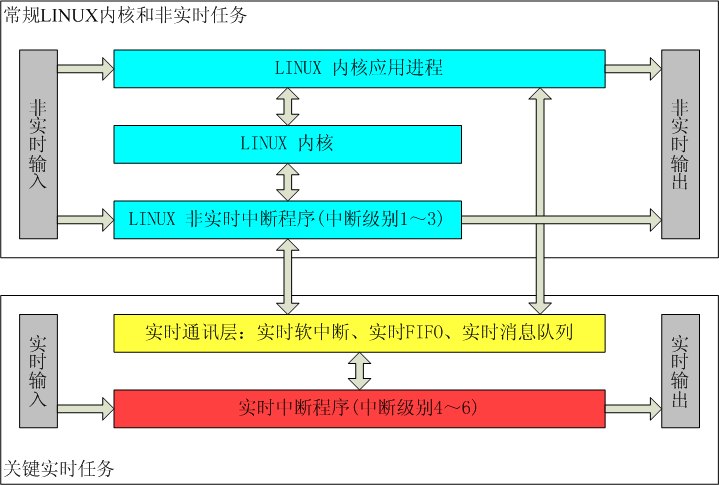 常规LINUX内核和非实时任务
LINUX 内核应用进程
非实时输入
非实时输出
LINUX 内核
LINUX 非实时中断程序(中断级别1～3)
实时通讯层：实时软中断、实时FIFO、实时消息队列
实时输入
实时输出
实时中断程序(中断级别4～6)
关键实时任务